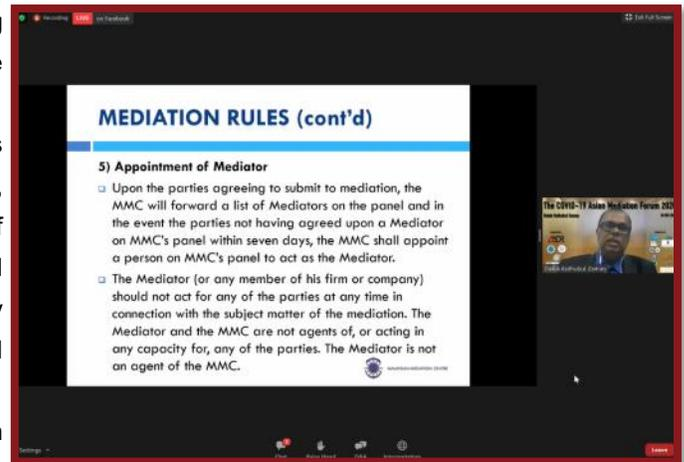 Recording LIVE on Facebook
Exit Full Screen
MEDIATION RULES (cont'd)
5) Appointment of Mediator
Upon the parties agreeing to submit to mediation, the
MMC will forward a list of Mediators on the panel and in
the event the parties not having agreed upon a Mediator
on MMC's panel within seven days, the MMC shall appoint
a person on MMC's panel to act as the Mediator.
The Mediator (or any member of his firm or company)
should not act for any of the parties at any time in
connection with the subject matter of the mediation. The
Mediator and the MMC are not agents of, or acting in
any capacity for, any of the parties. The Mediator is not
an agent of the MMC.
MALAYSIAN MEDIATION CENTRE
The COVID-19 Asian Mediation Forum 202
Settings
Chat Raise Hand Q&A Interpretation
Leave